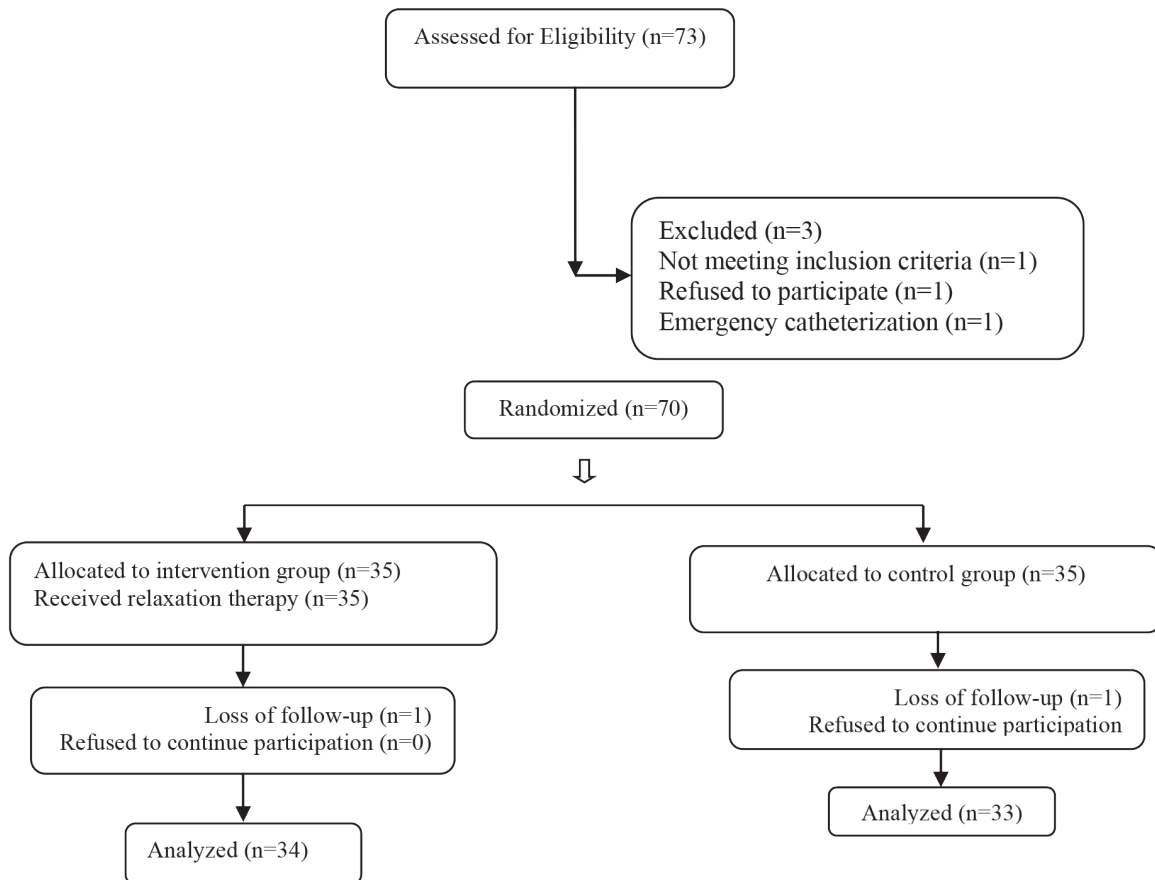 Assessed for Eligibility (n=73)
Excluded (n=3)
Not meeting inclusion criteria (n=1)
Refused to participate (n=1)
Emergency catheterization (n=1)
Randomized (n=70)
Allocated to intervention group (n=35)
Received relaxation therapy (n=35)
Allocated to control group (n=35)
Loss of follow-up (n=1)
Refused to continue participation (n=0)
Loss of follow-up (n=1)
Refused to continue participation
Analyzed (n=34)
Analyzed (n=33)